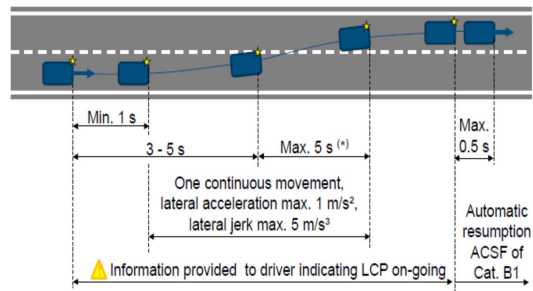 Min. 1 s
Max.
0.5 s
3 - 5 s
Max. 5 s (*)
One continuous movement,
lateral acceleration max. 1 m/s²,
lateral jerk max. 5 m/s³
Automatic
resumption
ACSF of
Cat. B1
Information provided to driver indicating LCP on-going